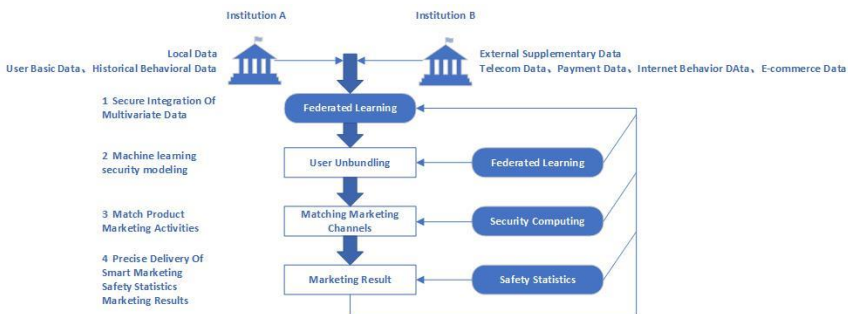 Institution A
Institution B
Local Data
User Basic Data、Historical Behavioral Data
External Supplementary Data
Telecom Data、Payment Data、Internet Behavior DAta、E-commerce Data
1 Secure Integration Of
Multivariate Data
Federated Learning
2 Machine learning
security modeling
User Unbundling
Federated Learning
3 Match Product
Marketing Activities
Matching Marketing
Channels
Security Computing
4 Precise Delivery Of
Smart Marketing
Safety Statistics
Marketing Results
Marketing Result
Safety Statistics